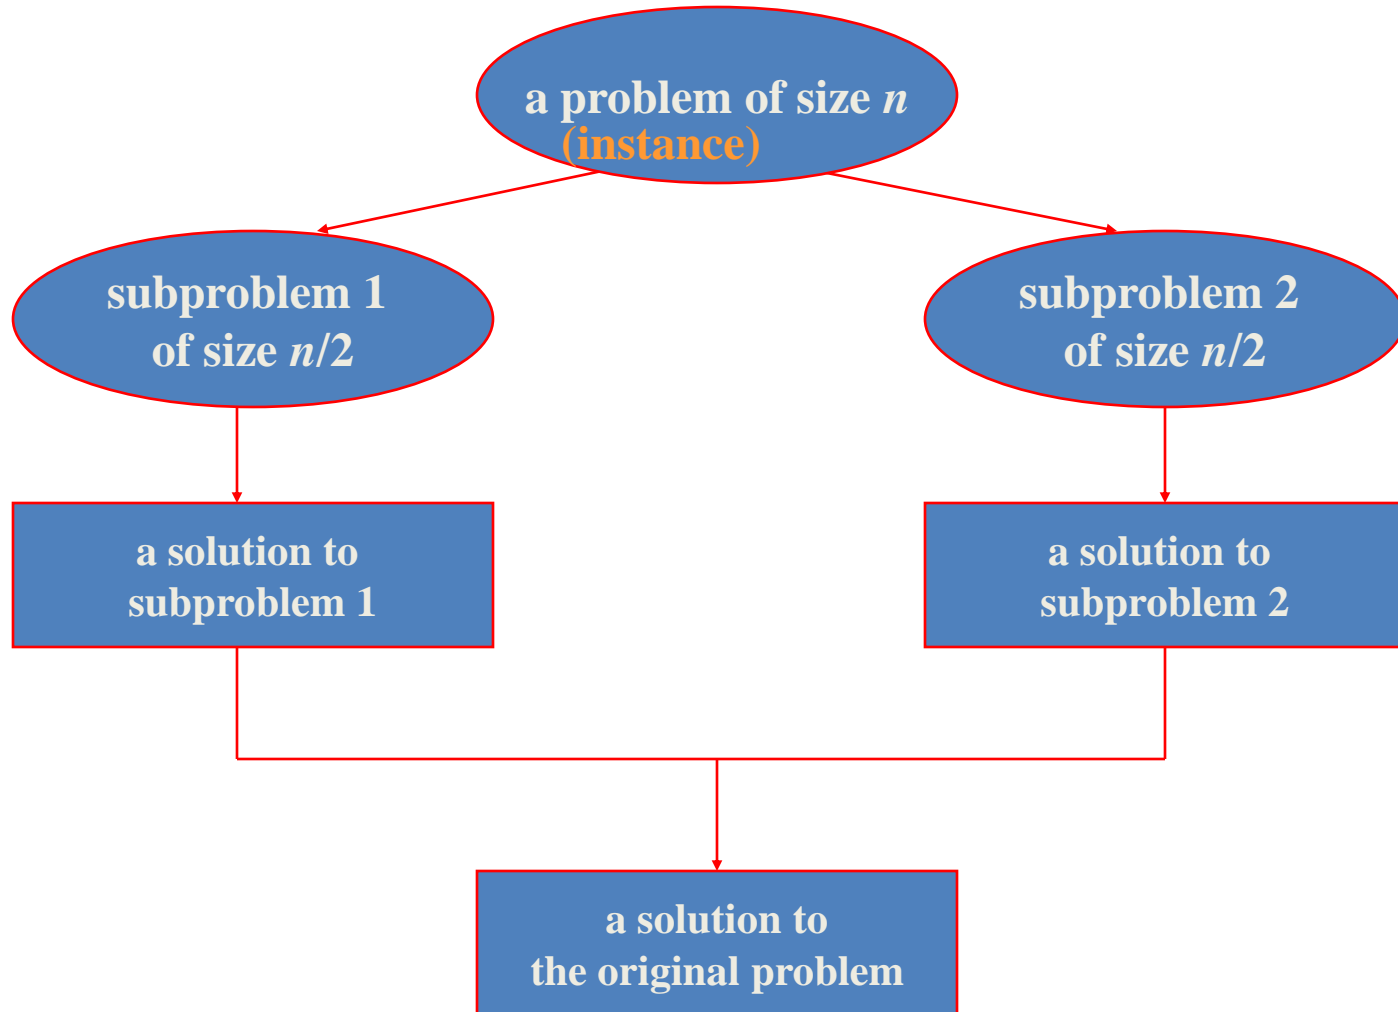 a problem of size n
(instance)
subproblem 1
of size n/2
subproblem 2
of size n/2
a solution to
subproblem 1
a solution to
subproblem 2
a solution to
the original problem